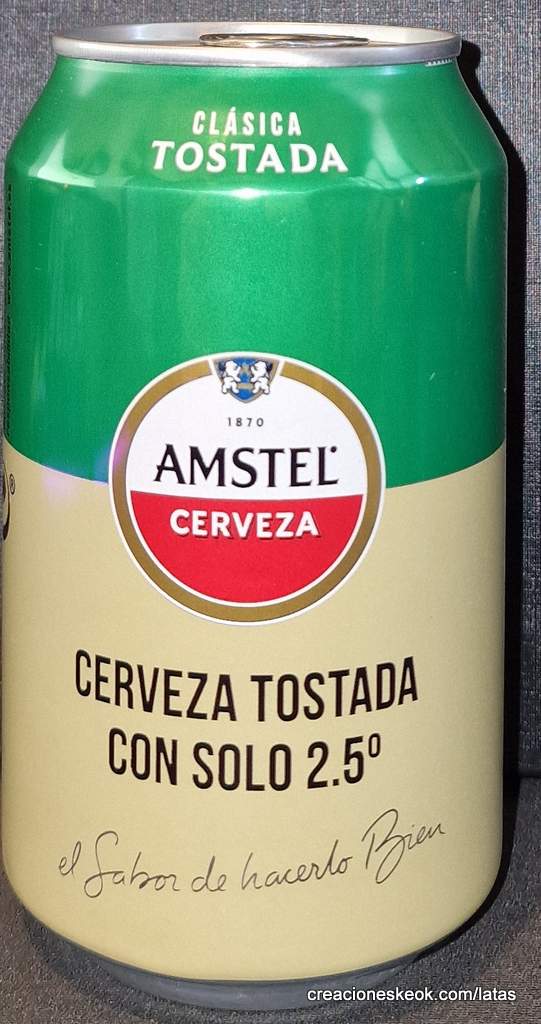 CLÁSICA
TOSTADA
1870
AMSTEL
CERVEZA
®
CERVEZA TOSTADA
CON SOLO 2.5º
el Sabor de hacerlo Bien
creacioneskeok.com/latas